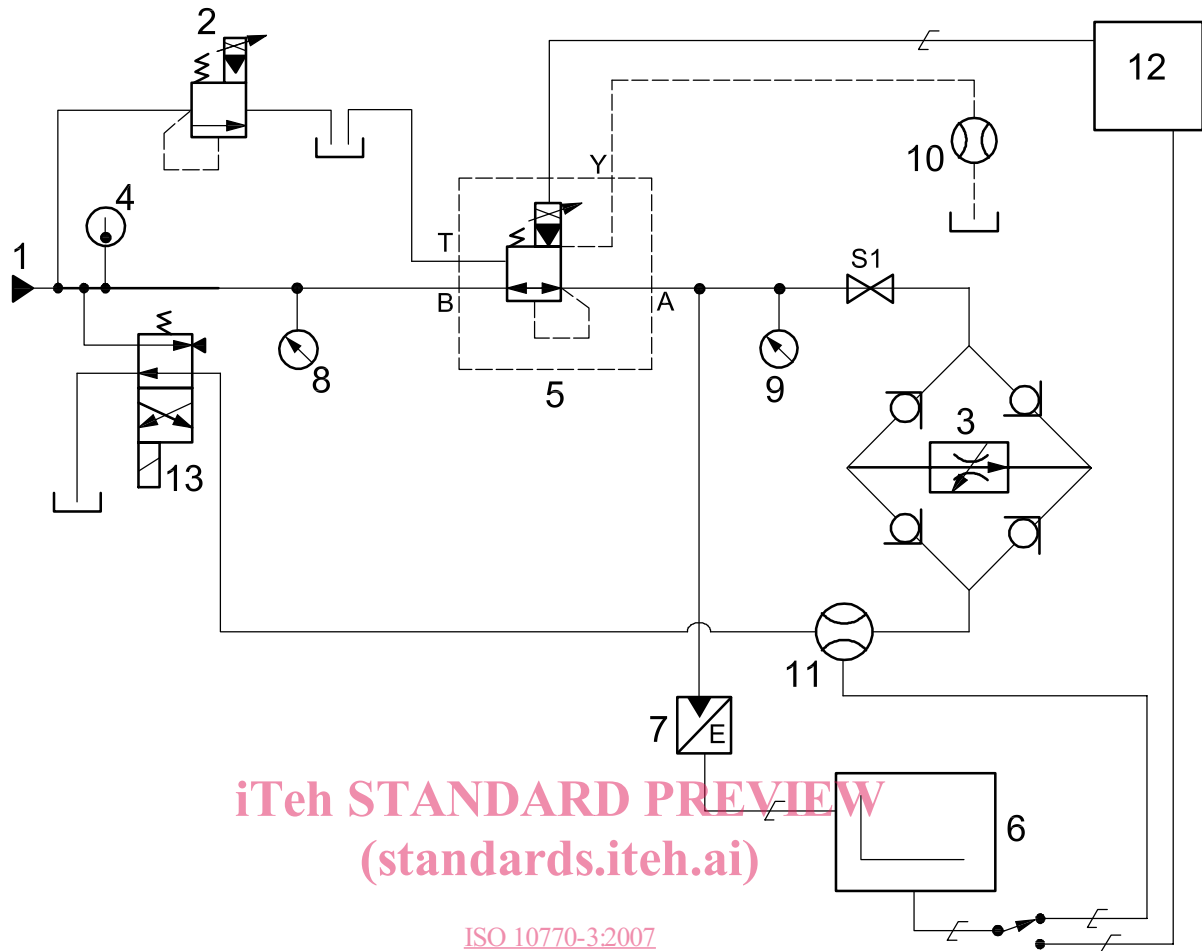 2
12
4
10
Y
1
T
S1
B
A
8
5
9
3
13
11
7
E
iTeh STANDARD PREVIEW
6
(standards.iteh.ai)
ISO 10770-3:2007